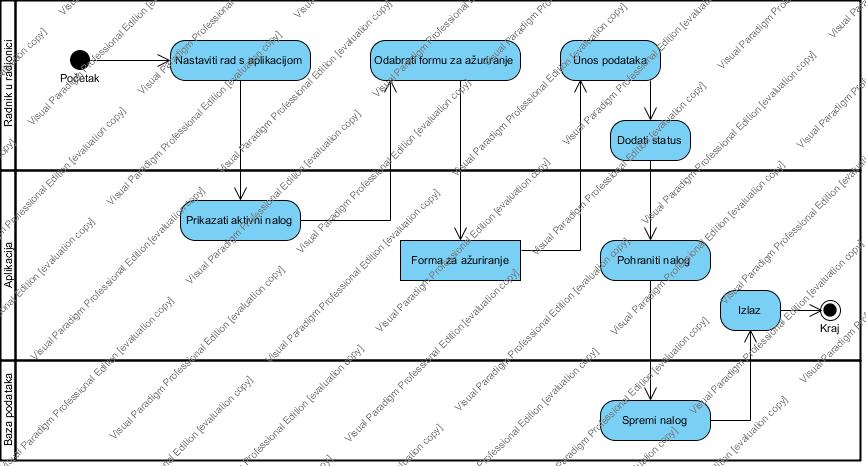 Radnik u radionici
Početak
Nastaviti rad s aplikacijom
Odabrati formu za ažuriranje
Unos podataka
Dodati status
Aplikacija
Prikazati aktivni nalog
Forma za ažuriranje
Pohraniti nalog
Izlaz
Kraj
Baza podataka
Spremi nalog
Visual Paradigm Professional Edition [evaluation copy]